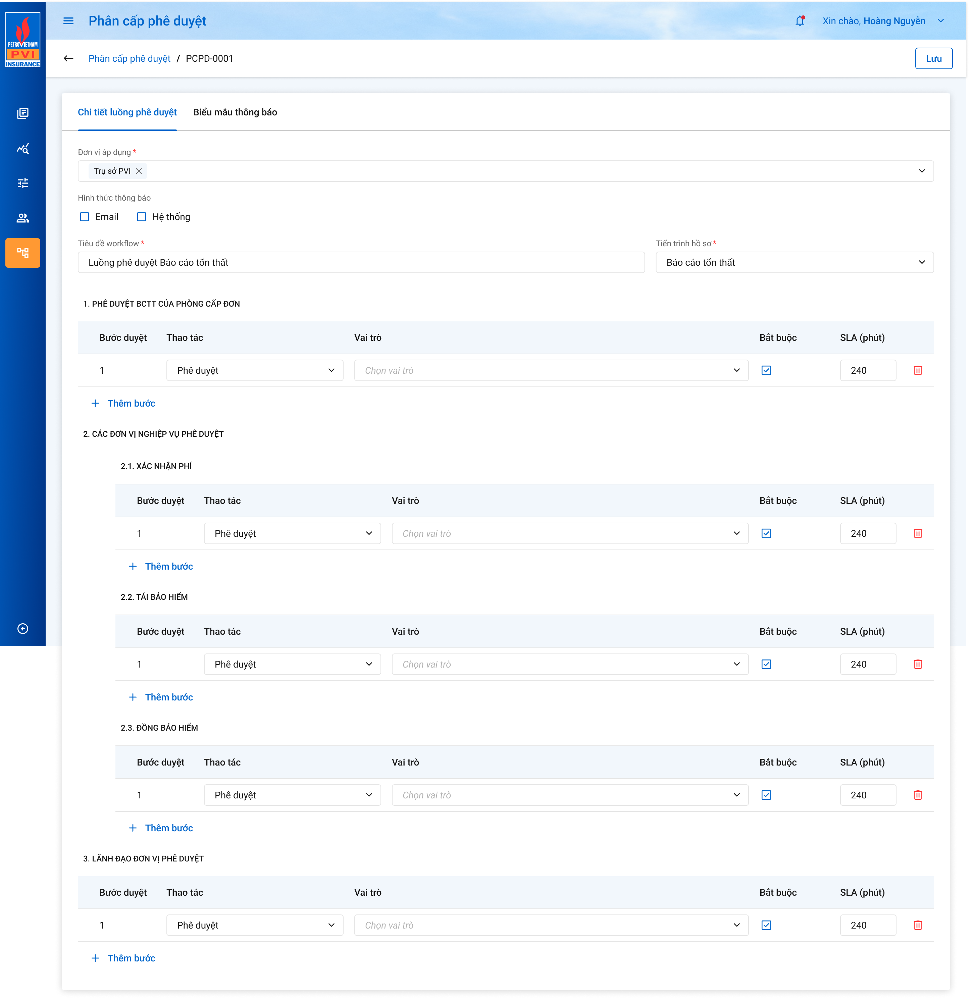 PETROVIETNAM
PVI
INSURANCE
Phân cấp phê duyệt
Xin chào, Hoàng Nguyễn
Phân cấp phê duyệt / PCPD-0001
Lưu
Chi tiết luồng phê duyệt Biểu mẫu thông báo
Đơn vị áp dụng *
Trụ sở PVI
Hình thức thông báo
Email Hệ thống
Tiêu đề workflow * Tiến trình hồ sơ *
Luồng phê duyệt Báo cáo tổn thất Báo cáo tổn thất
1. PHÊ DUYỆT BCTT CỦA PHÒNG CẤP ĐƠN
Bước duyệt Thao tác Vai trò Bắt buộc SLA (phút)
1 Phê duyệt Chọn vai trò 240
+ Thêm bước
2. CÁC ĐƠN VỊ NGHIỆP VỤ PHÊ DUYỆT
2.1. XÁC NHẬN PHÍ
Bước duyệt Thao tác Vai trò Bắt buộc SLA (phút)
1 Phê duyệt Chọn vai trò 240
+ Thêm bước
2.2. TÁI BẢO HIỂM
Bước duyệt Thao tác Vai trò Bắt buộc SLA (phút)
1 Phê duyệt Chọn vai trò 240
+ Thêm bước
2.3. ĐỒNG BẢO HIỂM
Bước duyệt Thao tác Vai trò Bắt buộc SLA (phút)
1 Phê duyệt Chọn vai trò 240
+ Thêm bước
3. LÃNH ĐẠO ĐƠN VỊ PHÊ DUYỆT
Bước duyệt Thao tác Vai trò Bắt buộc SLA (phút)
1 Phê duyệt Chọn vai trò 240
+ Thêm bước